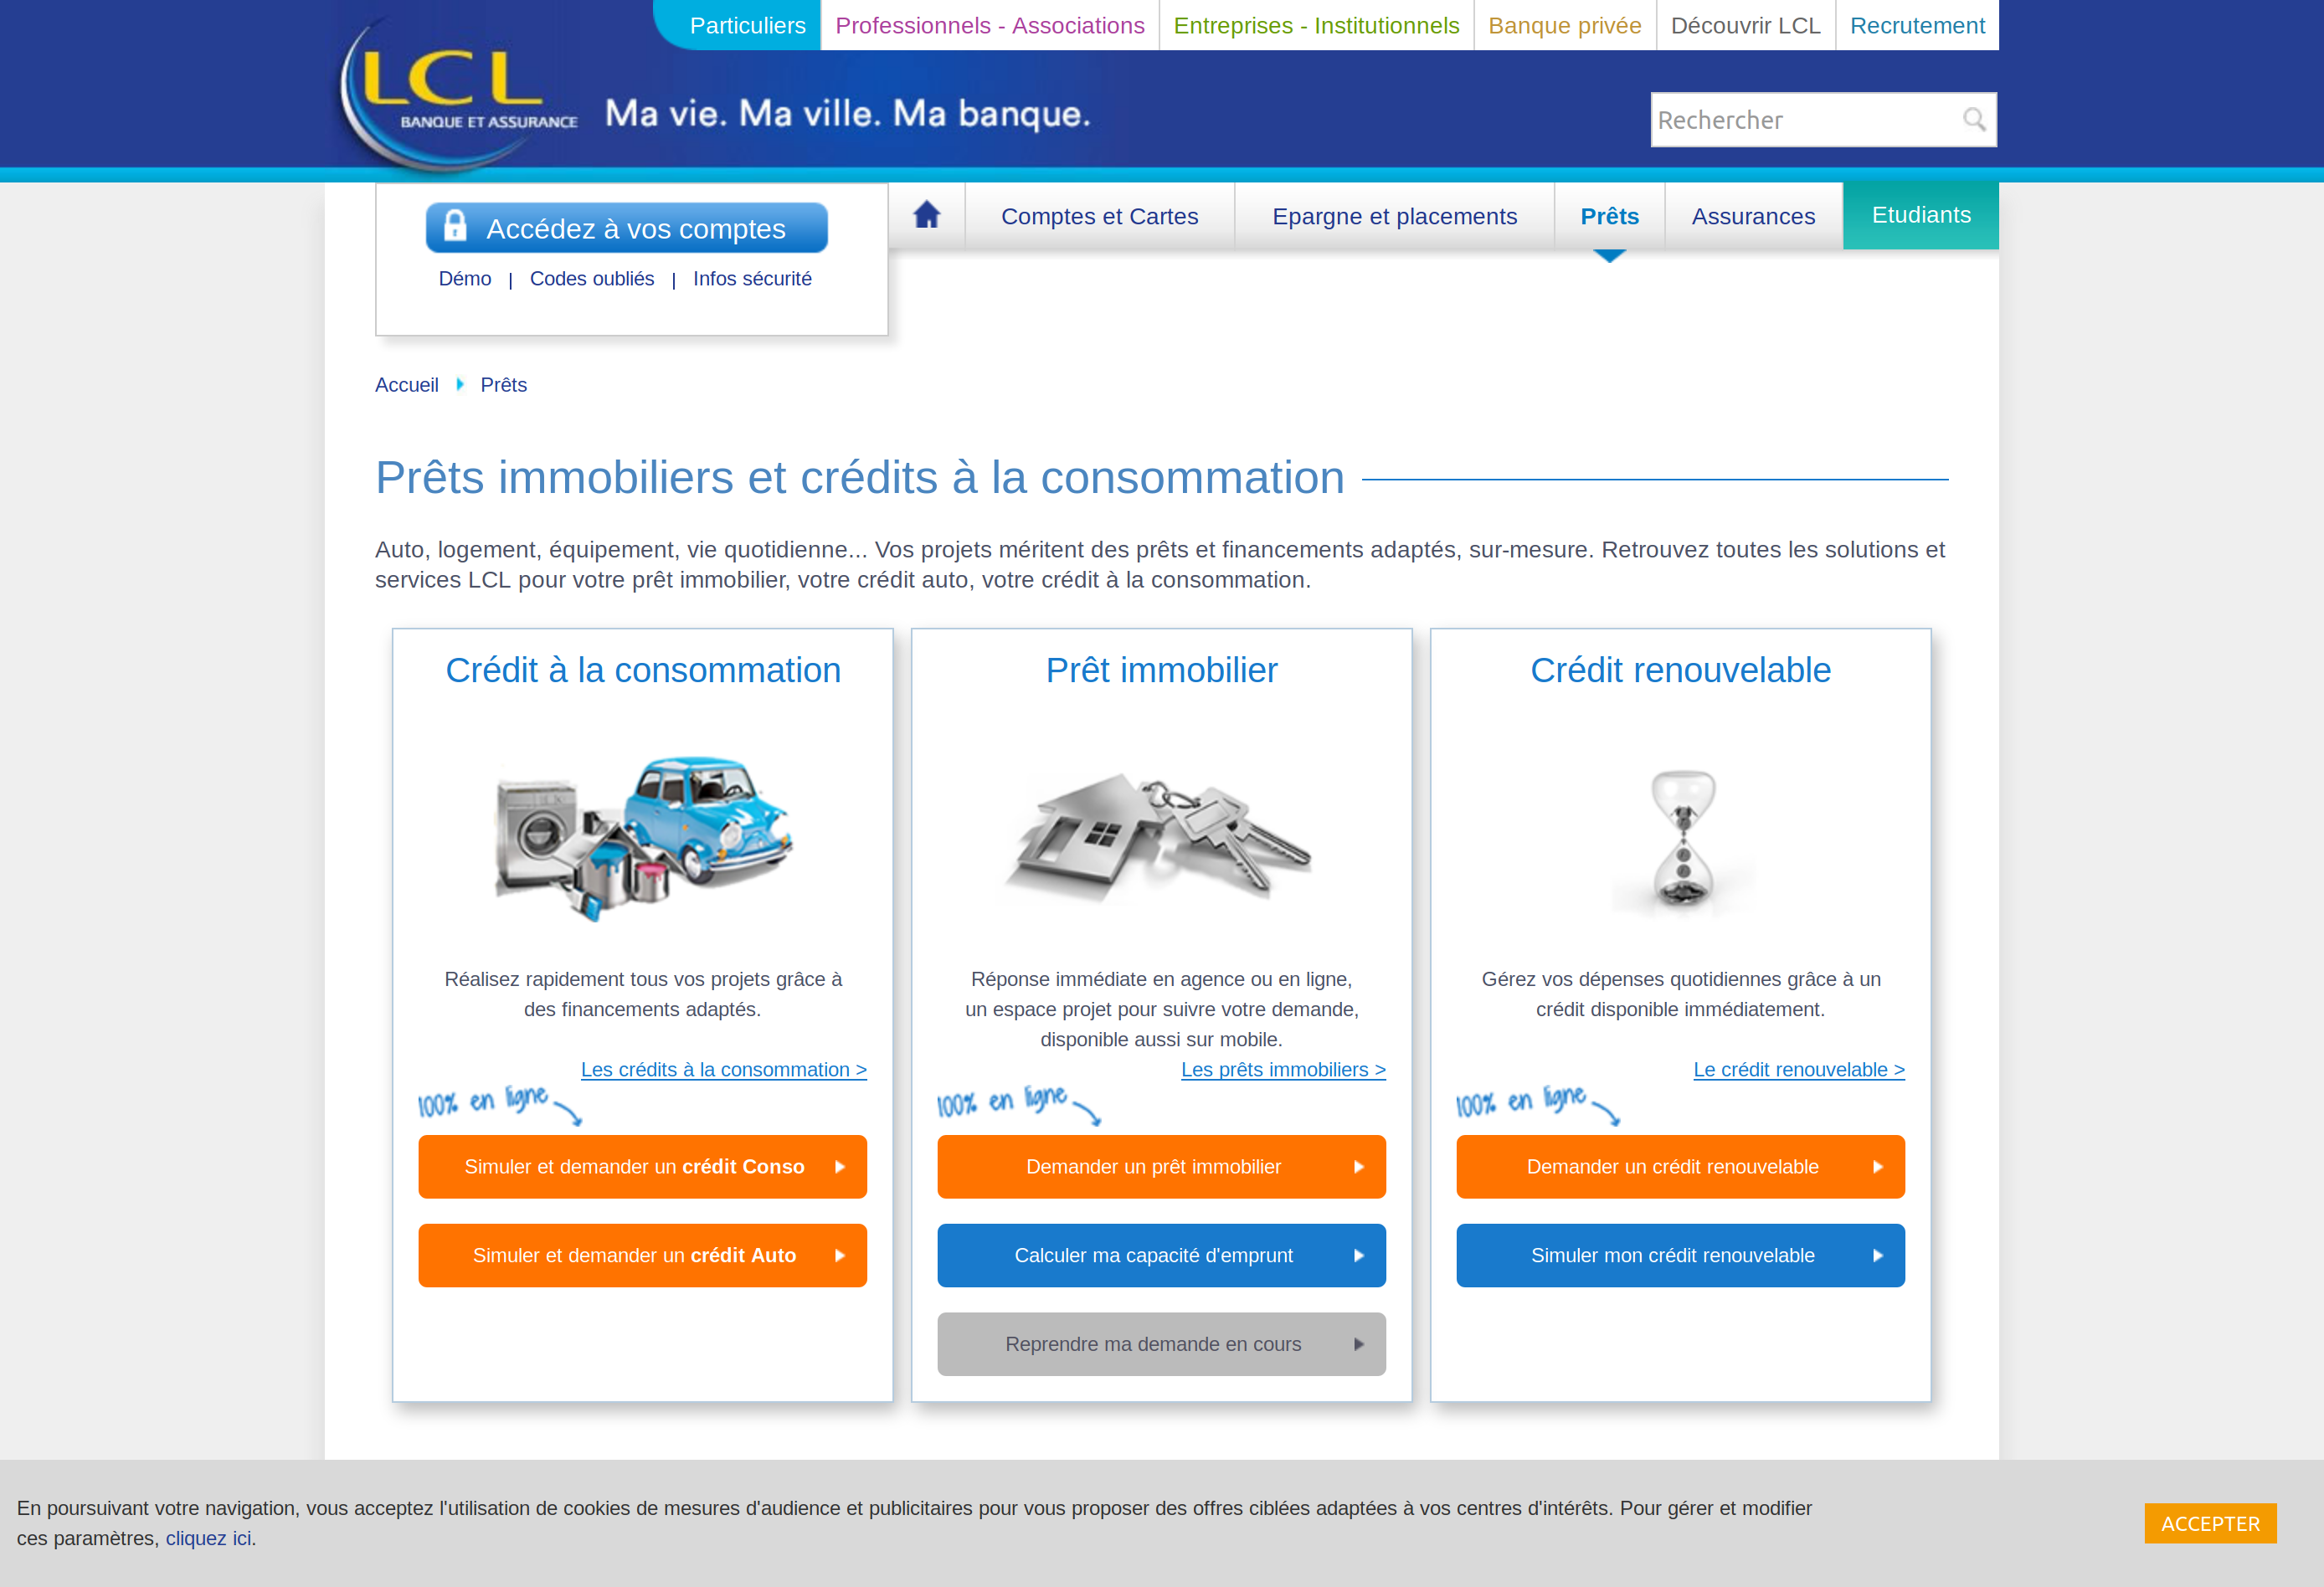 Particuliers
Professionnels - Associations
Entreprises - Institutionnels
Banque privée
Découvrir LCL
Recrutement
LCL
BANQUE ET ASSURANCE
Ma vie. Ma ville. Ma banque.
Rechercher
Accédez à vos comptes
Démo | Codes oubliés | Infos sécurité
Comptes et Cartes
Epargne et placements
Prêts
Assurances
Etudiants
Accueil
Prêts
Prêts immobiliers et crédits à la consommation
Auto, logement, équipement, vie quotidienne... Vos projets méritent des prêts et financements adaptés, sur-mesure. Retrouvez toutes les solutions et
services LCL pour votre prêt immobilier, votre crédit auto, votre crédit à la consommation.
Crédit à la consommation
Réalisez rapidement tous vos projets grâce à
des financements adaptés.
Les crédits à la consommation >
100% en ligne
Simuler et demander un crédit Conso
Simuler et demander un crédit Auto
Prêt immobilier
Réponse immédiate en agence ou en ligne,
un espace projet pour suivre votre demande,
disponible aussi sur mobile.
Les prêts immobiliers >
100% en ligne
Demander un prêt immobilier
Calculer ma capacité d'emprunt
Reprendre ma demande en cours
Crédit renouvelable
Gérez vos dépenses quotidiennes grâce à un
crédit disponible immédiatement.
Le crédit renouvelable >
100% en ligne
Demander un crédit renouvelable
Simuler mon crédit renouvelable
En poursuivant votre navigation, vous acceptez l'utilisation de cookies de mesures d'audience et publicitaires pour vous proposer des offres ciblées adaptées à vos centres d'intérêts. Pour gérer et modifier
ces paramètres, cliquez ici.
ACCEPTER